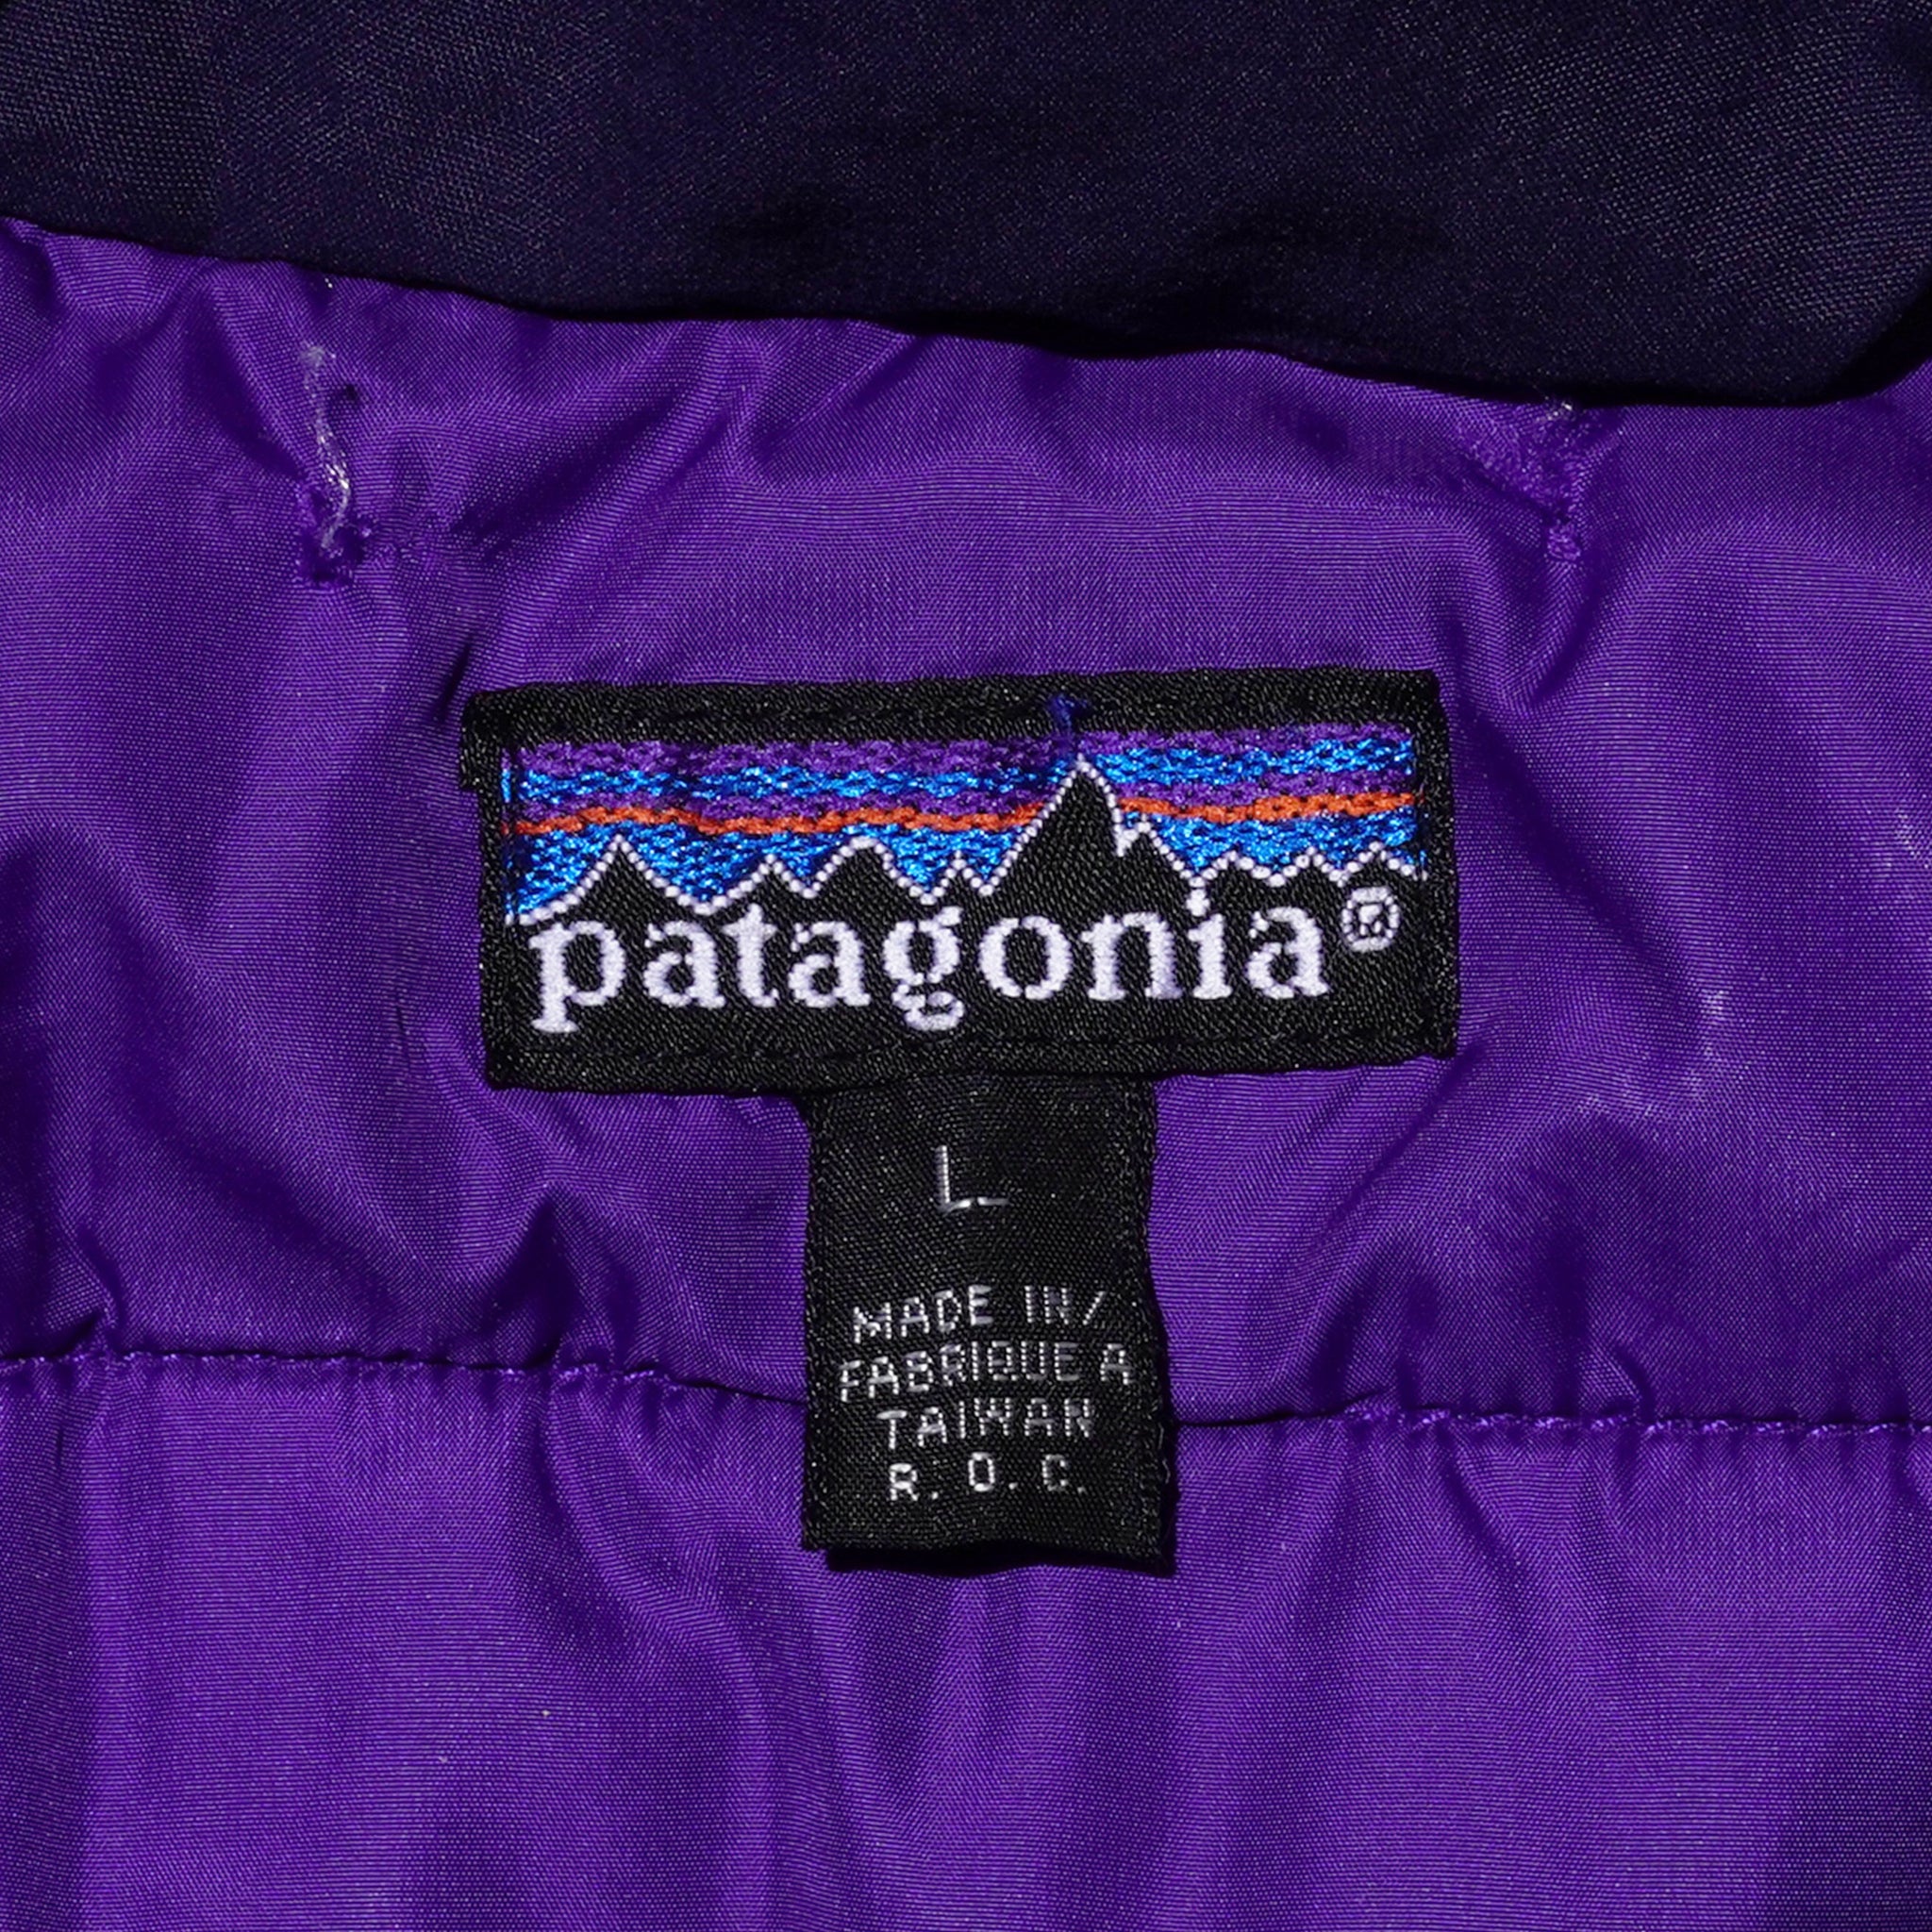 patagonia®
L
MADE IN/
FABRIQUE A
TAIWAN
R. O. C.